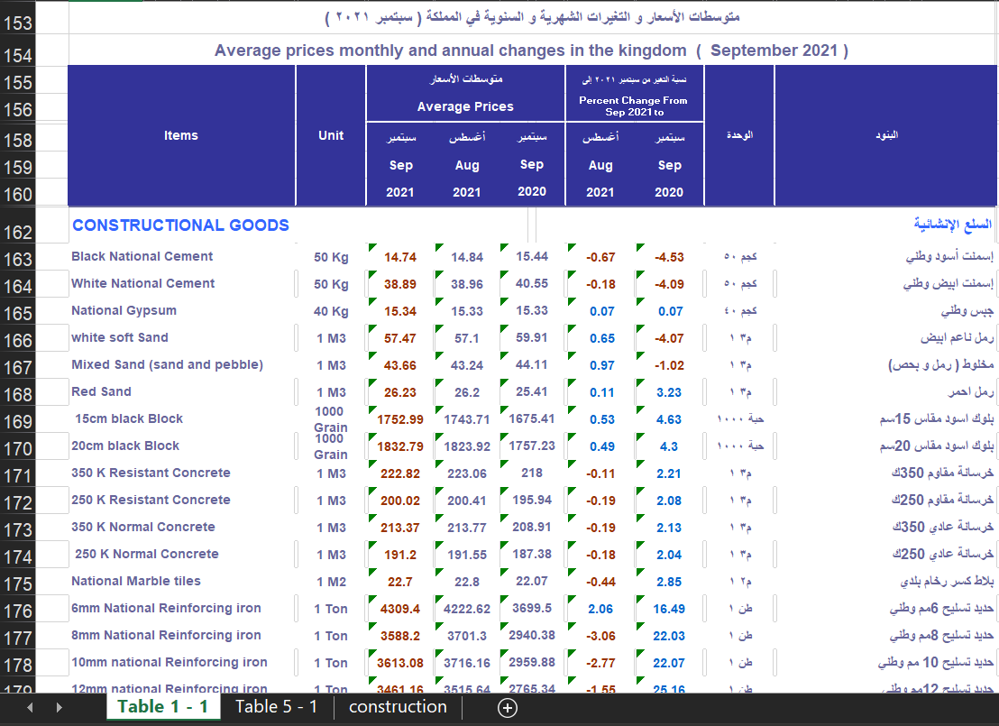 153 متوسطات الأسعار و التغيرات الشهرية و السنوية في المملكة ( سبتمبر ٢٠٢١ )
154 Average prices monthly and annual changes in the kingdom ( September 2021 )
155 متوسطات الأسعار نسبة التغير من سبتمبر ٢٠٢١ إلى
156 Average Prices Percent Change From Sep 2021 to
Items Unit الوحدة البنود
158 سبتمبر أغسطس سبتمبر أغسطس سبتمبر
159 Sep Aug Sep Aug Sep
160 2021 2021 2020 2021 2020
162 CONSTRUCTIONAL GOODS السلع الإنشائية
163 Black National Cement 50 Kg 14.74 14.84 15.44 -0.67 -4.53 كجم ٥٠ إسمنت أسود وطني
164 White National Cement 50 Kg 38.89 38.96 40.55 -0.18 -4.09 كجم ٥٠ إسمنت ابيض وطني
165 National Gypsum 40 Kg 15.34 15.33 15.33 0.07 0.07 كجم ٤٠ جبس وطني
166 white soft Sand 1 M3 57.47 57.1 59.91 0.65 -4.07 م٣ ١ رمل ناعم ابيض
167 Mixed Sand (sand and pebble) 1 M3 43.66 43.24 44.11 0.97 -1.02 م٣ ١ مخلوط ( رمل و بحص)
168 Red Sand 1 M3 26.23 26.2 25.41 0.11 3.23 م٣ ١ رمل احمر
169 15cm black Block 1000 Grain 1752.99 1743.71 1675.41 0.53 4.63 حبة ١٠٠٠ بلوك اسود مقاس 15سم
170 20cm black Block 1000 Grain 1832.79 1823.92 1757.23 0.49 4.3 حبة ١٠٠٠ بلوك اسود مقاس 20سم
171 350 K Resistant Concrete 1 M3 222.82 223.06 218 -0.11 2.21 م٣ ١ خرسانة مقاوم 350ك
172 250 K Resistant Concrete 1 M3 200.02 200.41 195.94 -0.19 2.08 م٣ ١ خرسانة مقاوم 250ك
173 350 K Normal Concrete 1 M3 213.37 213.77 208.91 -0.19 2.13 م٣ ١ خرسانة عادي 350ك
174 250 K Normal Concrete 1 M3 191.2 191.55 187.38 -0.18 2.04 م٣ ١ خرسانة عادي 250ك
175 National Marble tiles 1 M2 22.7 22.8 22.07 -0.44 2.85 م٢ ١ بلاط كسر رخام بلدي
176 6mm National Reinforcing iron 1 Ton 4309.4 4222.62 3699.5 2.06 16.49 طن ١ حديد تسليح 6مم وطني
177 8mm National Reinforcing iron 1 Ton 3588.2 3701.3 2940.38 -3.06 22.03 طن ١ حديد تسليح 8مم وطني
178 10mm national Reinforcing iron 1 Ton 3613.08 3716.16 2959.88 -2.77 22.07 طن ١ حديد تسليح 10 مم وطني
179 12mm national Reinforcing iron 1 Ton 3461.16 3515.64 2765.34 -1.55 25.16 طن ١ حديد تسليح 12مم وطني
Table 1 - 1 Table 5 - 1 construction